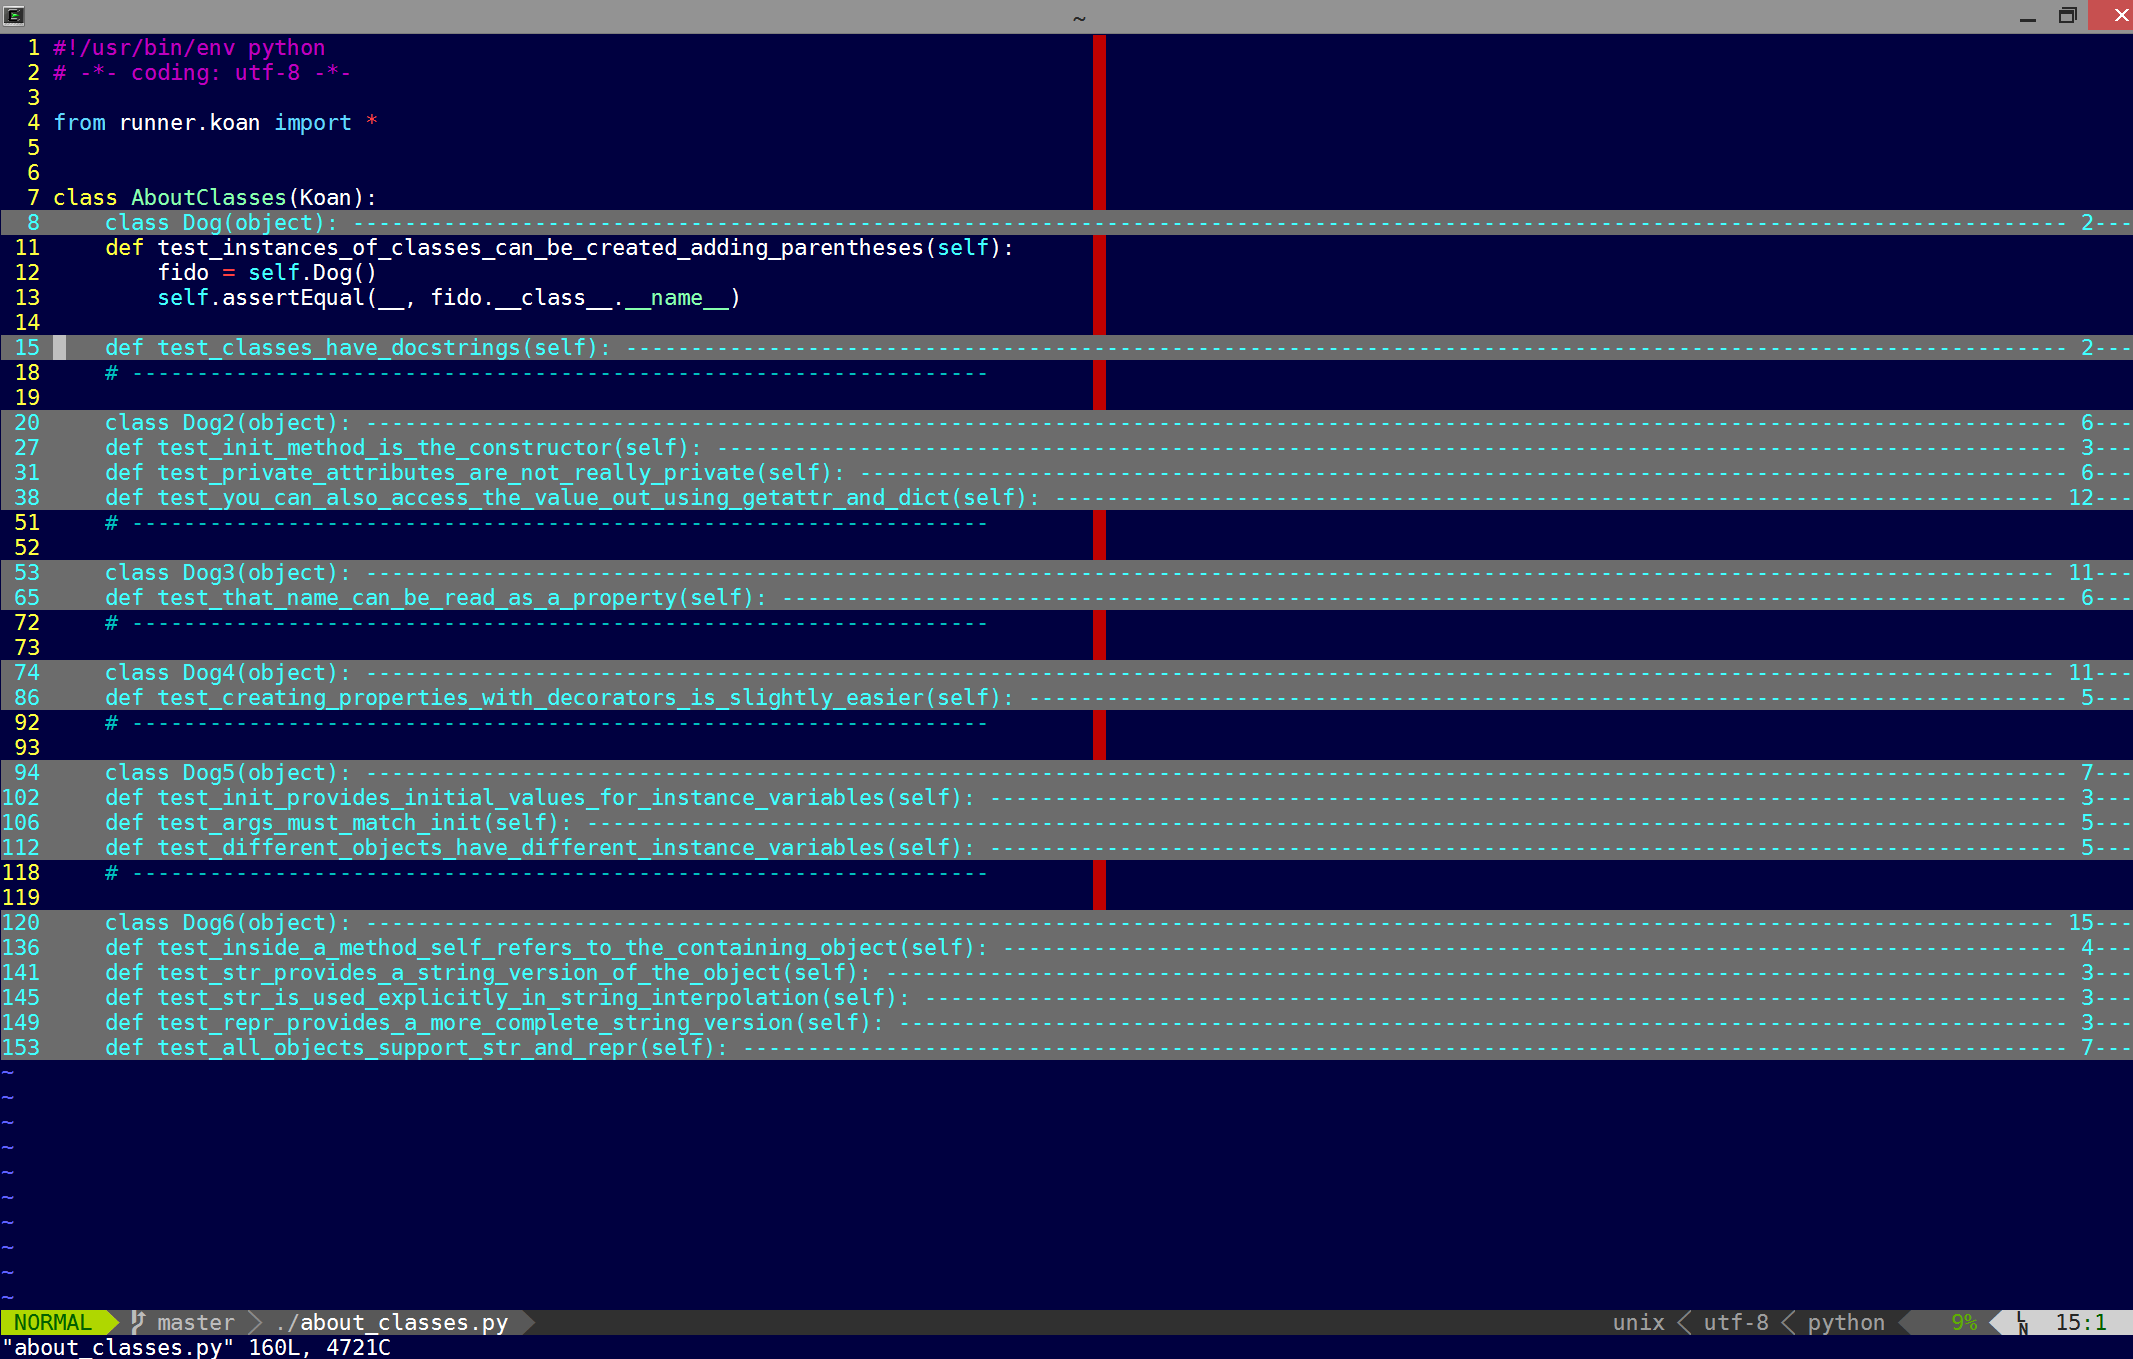 ~
1 #!/usr/bin/env python
2 # -*- coding: utf-8 -*-
3
4 from runner.koan import *
5
6
7 class AboutClasses(Koan):
8     class Dog(object): ------------------------------------------------------------ 2---
11     def test_instances_of_classes_can_be_created_adding_parentheses(self):
12         fido = self.Dog()
13         self.assertEqual(__, fido.__class__.__name__)
14
15     def test_classes_have_docstrings(self): ------------------------------------------------------------ 2---
18     # ------------------------------------------------------------------
19
20     class Dog2(object): ------------------------------------------------------------ 6---
27     def test_init_method_is_the_constructor(self): ------------------------------------------------------------ 3---
31     def test_private_attributes_are_not_really_private(self): ------------------------------------------------------------ 6---
38     def test_you_can_also_access_the_value_out_using_getattr_and_dict(self): ------------------------------------------------------------ 12---
51     # ------------------------------------------------------------------
52
53     class Dog3(object): ------------------------------------------------------------ 11---
65     def test_that_name_can_be_read_as_a_property(self): ------------------------------------------------------------ 6---
72     # ------------------------------------------------------------------
73
74     class Dog4(object): ------------------------------------------------------------ 11---
86     def test_creating_properties_with_decorators_is_slightly_easier(self): ------------------------------------------------------------ 5---
92     # ------------------------------------------------------------------
93
94     class Dog5(object): ------------------------------------------------------------ 7---
102     def test_init_provides_initial_values_for_instance_variables(self): ------------------------------------------------------------ 3---
106     def test_args_must_match_init(self): ------------------------------------------------------------ 5---
112     def test_different_objects_have_different_instance_variables(self): ------------------------------------------------------------ 5---
118     # ------------------------------------------------------------------
119
120     class Dog6(object): ------------------------------------------------------------ 15---
136     def test_inside_a_method_self_refers_to_the_containing_object(self): ------------------------------------------------------------ 4---
141     def test_str_provides_a_string_version_of_the_object(self): ------------------------------------------------------------ 3---
145     def test_str_is_used_explicitly_in_string_interpolation(self): ------------------------------------------------------------ 3---
149     def test_repr_provides_a_more_complete_string_version(self): ------------------------------------------------------------ 3---
153     def test_all_objects_support_str_and_repr(self): ------------------------------------------------------------ 7---
~
~
~
~
~
~
~
~
~
~
NORMAL master ./about_classes.py unix utf-8 python 9% LN 15:1
"about_classes.py" 160L, 4721C